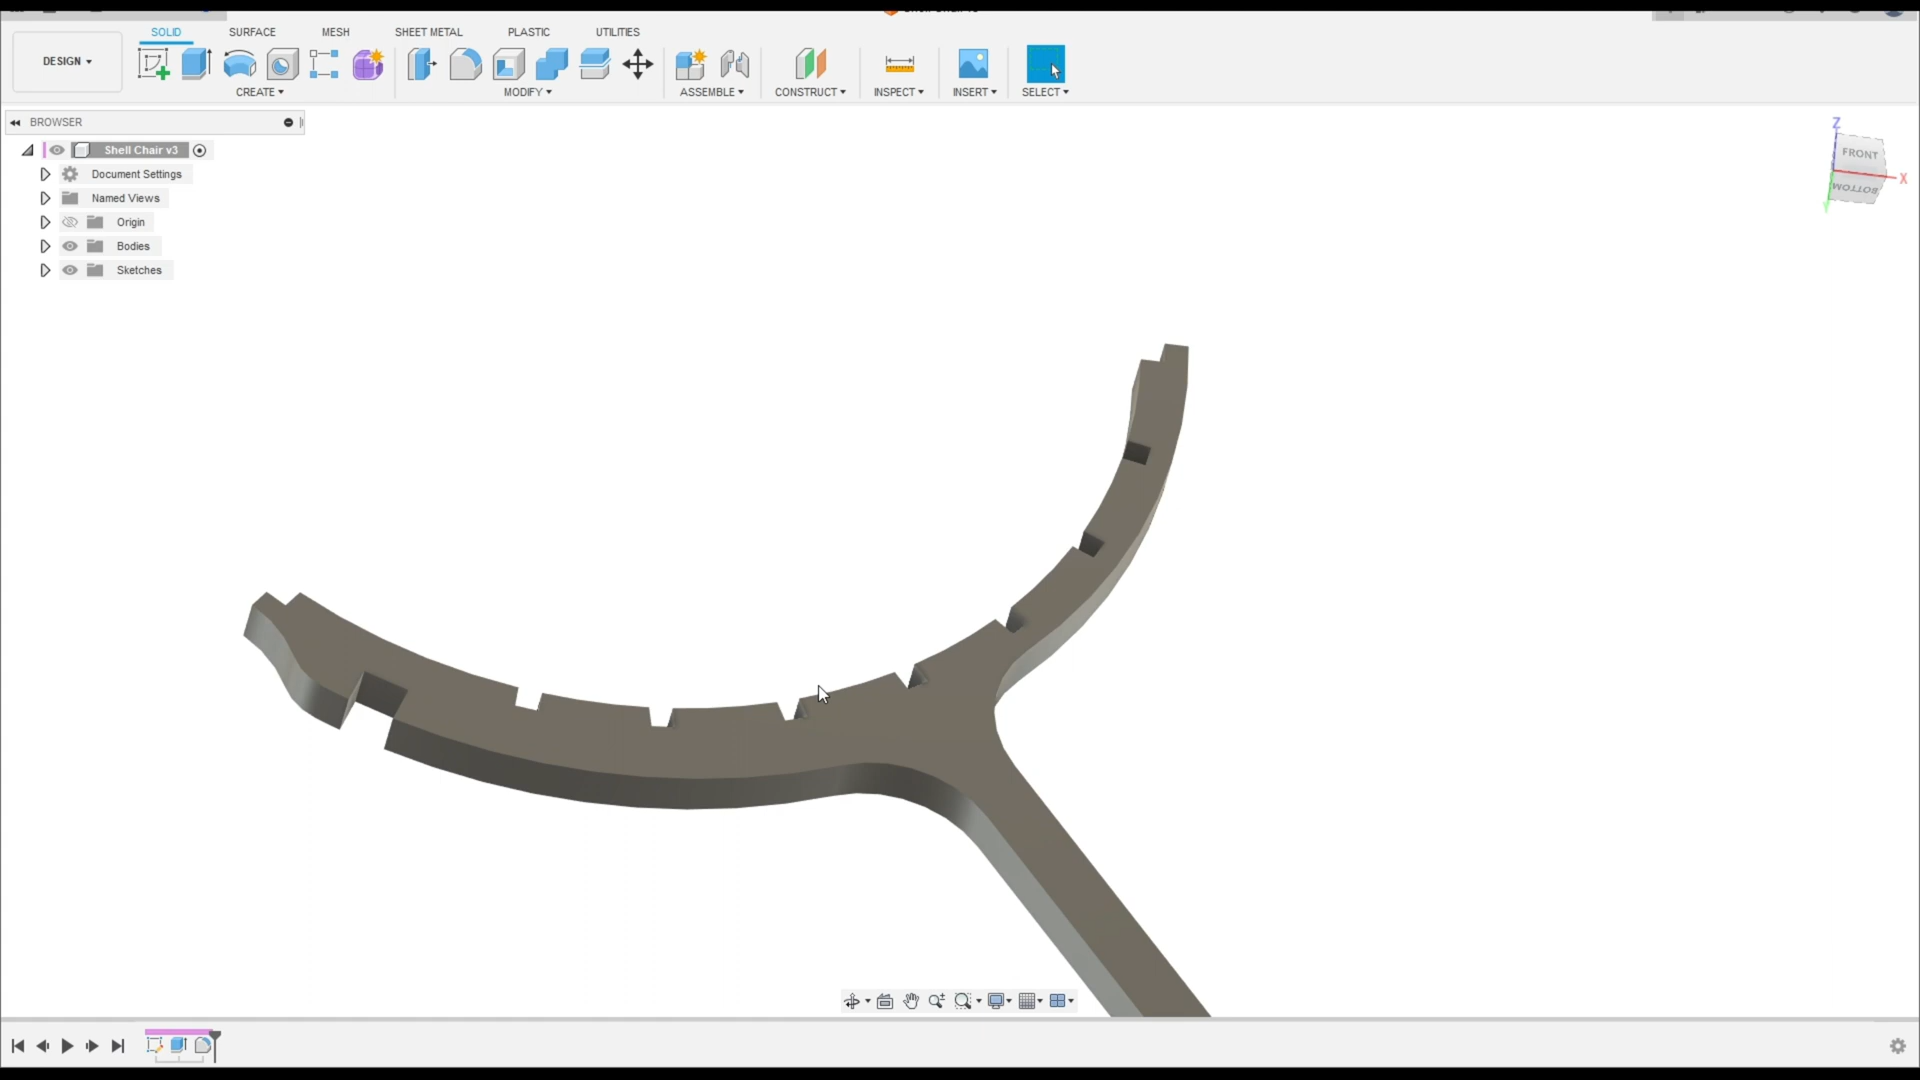 SOLID SURFACE MESH SHEET METAL PLASTIC UTILITIES
DESIGN
CREATE MODIFY ASSEMBLE CONSTRUCT INSPECT INSERT SELECT
BROWSER
Shell Chair v3
Document Settings
Named Views
Origin
Bodies
Sketches
Z
FRONT
X
BOTTOM
Y